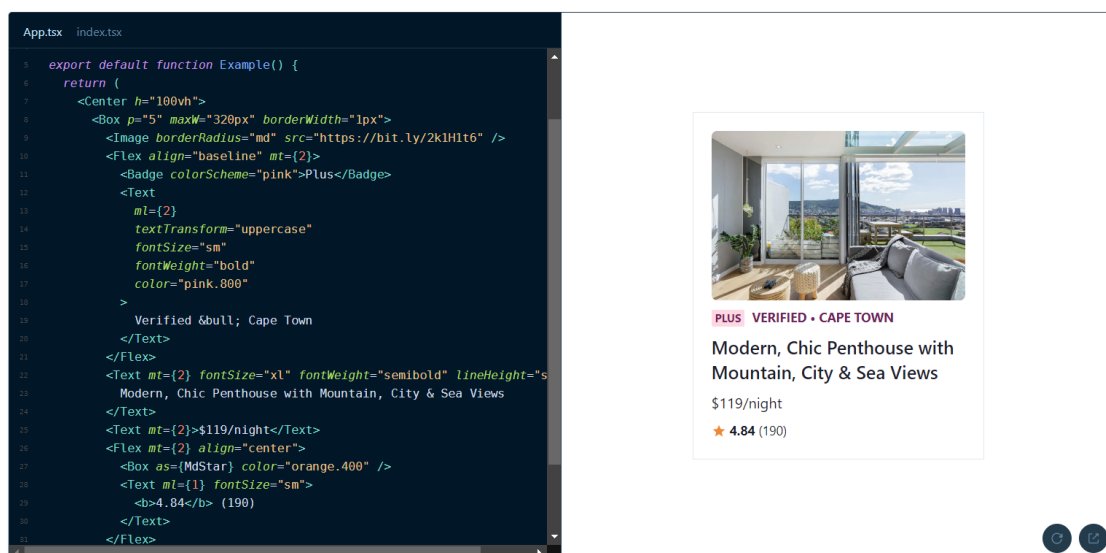 App.tsx index.tsx
5 export default function Example() {
6 return (
7 <Center h="100vh">
8 <Box p="5" maxW="320px" borderWidth="1px">
9 <Image borderRadius="md" src="https://bit.ly/2k1H1t6" />
10 <Flex align="baseline" mt={2}>
11 <Badge colorScheme="pink">Plus</Badge>
12 <Text
13 ml={2}
14 textTransform="uppercase"
15 fontSize="sm"
16 fontWeight="bold"
17 color="pink.800"
18 >
19 Verified &bull; Cape Town
20 </Text>
21 </Flex>
22 <Text mt={2} fontSize="xl" fontWeight="semibold" lineHeight="s
23 Modern, Chic Penthouse with Mountain, City & Sea Views
24 </Text>
25 <Text mt={2}>$119/night</Text>
26 <Flex mt={2} align="center">
27 <Box as={MdStar} color="orange.400" />
28 <Text ml={1} fontSize="sm">
29 <b>4.84</b> (190)
30 </Text>
31 </Flex>
PLUS VERIFIED • CAPE TOWN
Modern, Chic Penthouse with
Mountain, City & Sea Views
$119/night
4.84 (190)